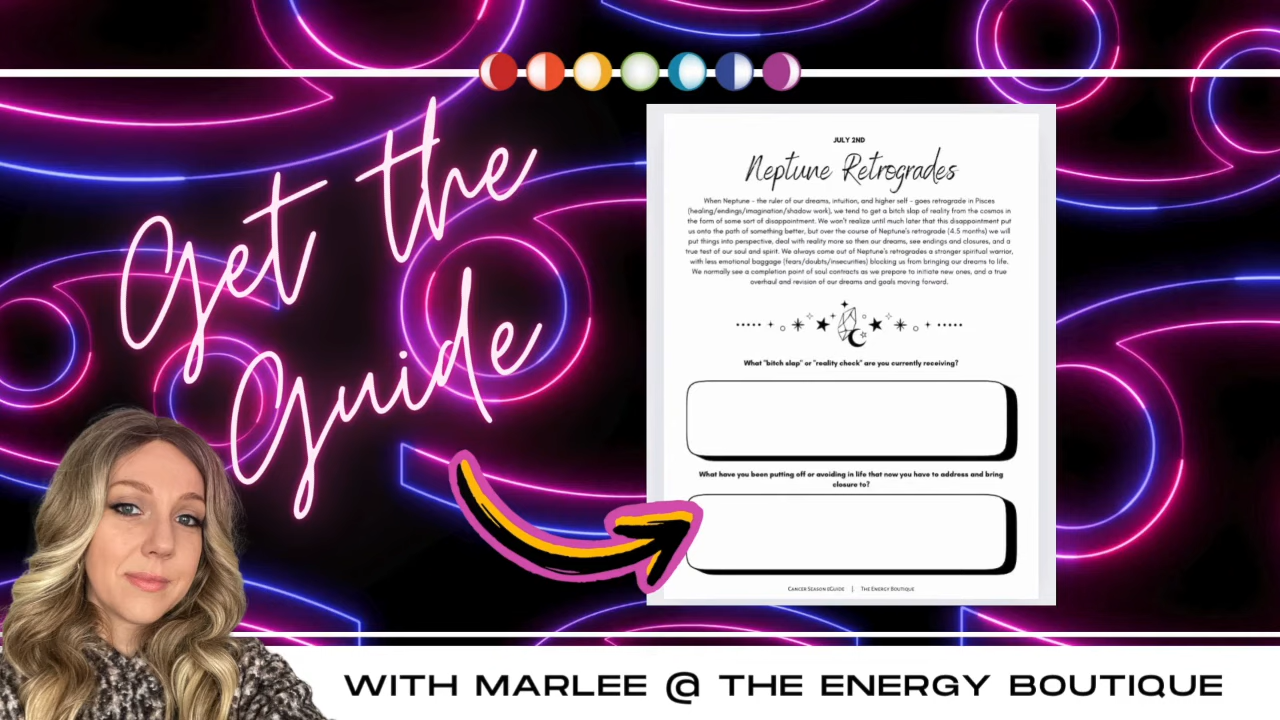 Get the
Guide
JULY 2ND
Neptune Retrogrades
When Neptune - the ruler of our dreams, intuition, and higher self - goes retrograde in Pisces
(healing/endings/imagination/shadow work), we tend to get a bitch slap of reality from the cosmos in
the form of some sort of disappointment. We won't realize until much later that this disappointment put
us onto the path of something better, but over the course of Neptune's retrograde (4.5 months) we will
put things into perspective, deal with reality more so then our dreams, see endings and closures, and a
true test of our soul and spirit. We always come out of Neptune's retrogrades a stronger spiritual warrior,
with less emotional baggage (fears/doubts/insecurities) blocking us from bringing our dreams to life.
We normally see a completion point of soul contracts as we prepare to initiate new ones, and a true
overhaul and revision of our dreams and goals moving forward.
What "bitch slap" or "reality check" are you currently receiving?
What have you been putting off or avoiding in life that now you have to address and bring
closure to?
CANCER SEASON EGUIDE | THE ENERGY BOUTIQUE
WITH MARLEE @ THE ENERGY BOUTIQUE